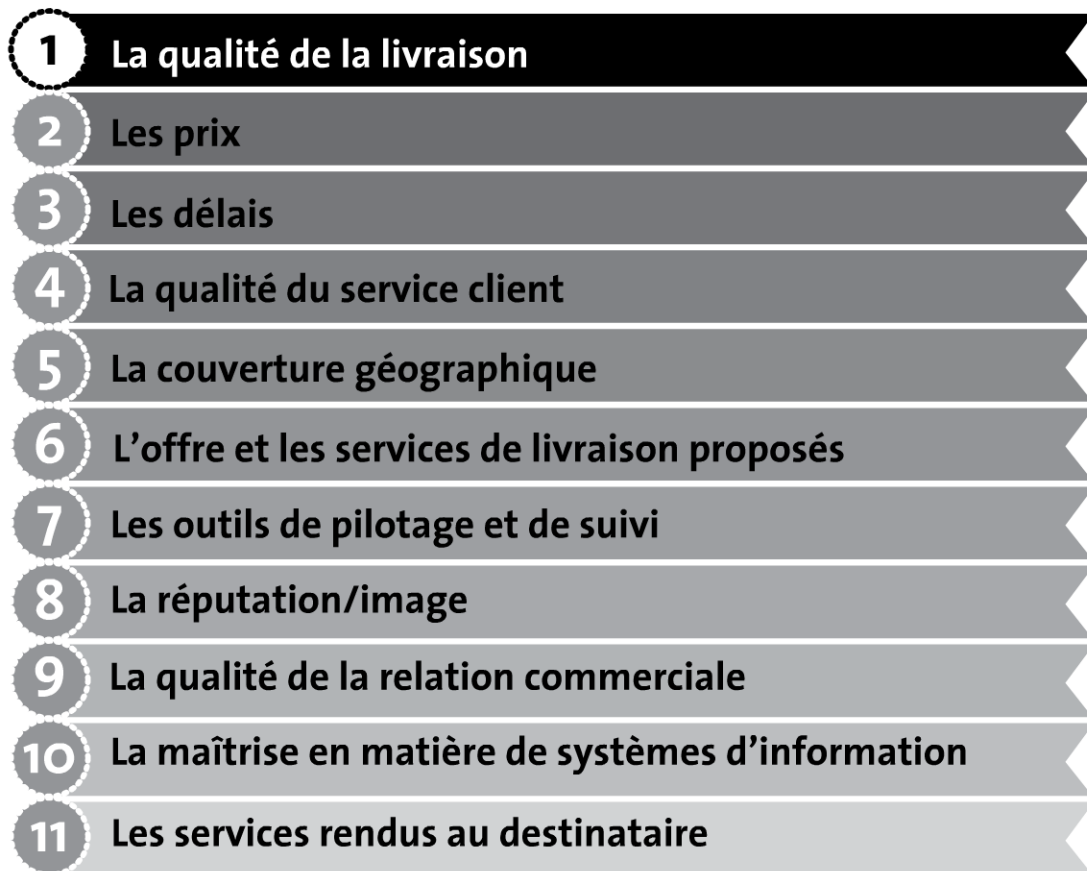 1 La qualité de la livraison
2 Les prix
3 Les délais
4 La qualité du service client
5 La couverture géographique
6 L’offre et les services de livraison proposés
7 Les outils de pilotage et de suivi
8 La réputation/image
9 La qualité de la relation commerciale
10 La maîtrise en matière de systèmes d’information
11 Les services rendus au destinataire